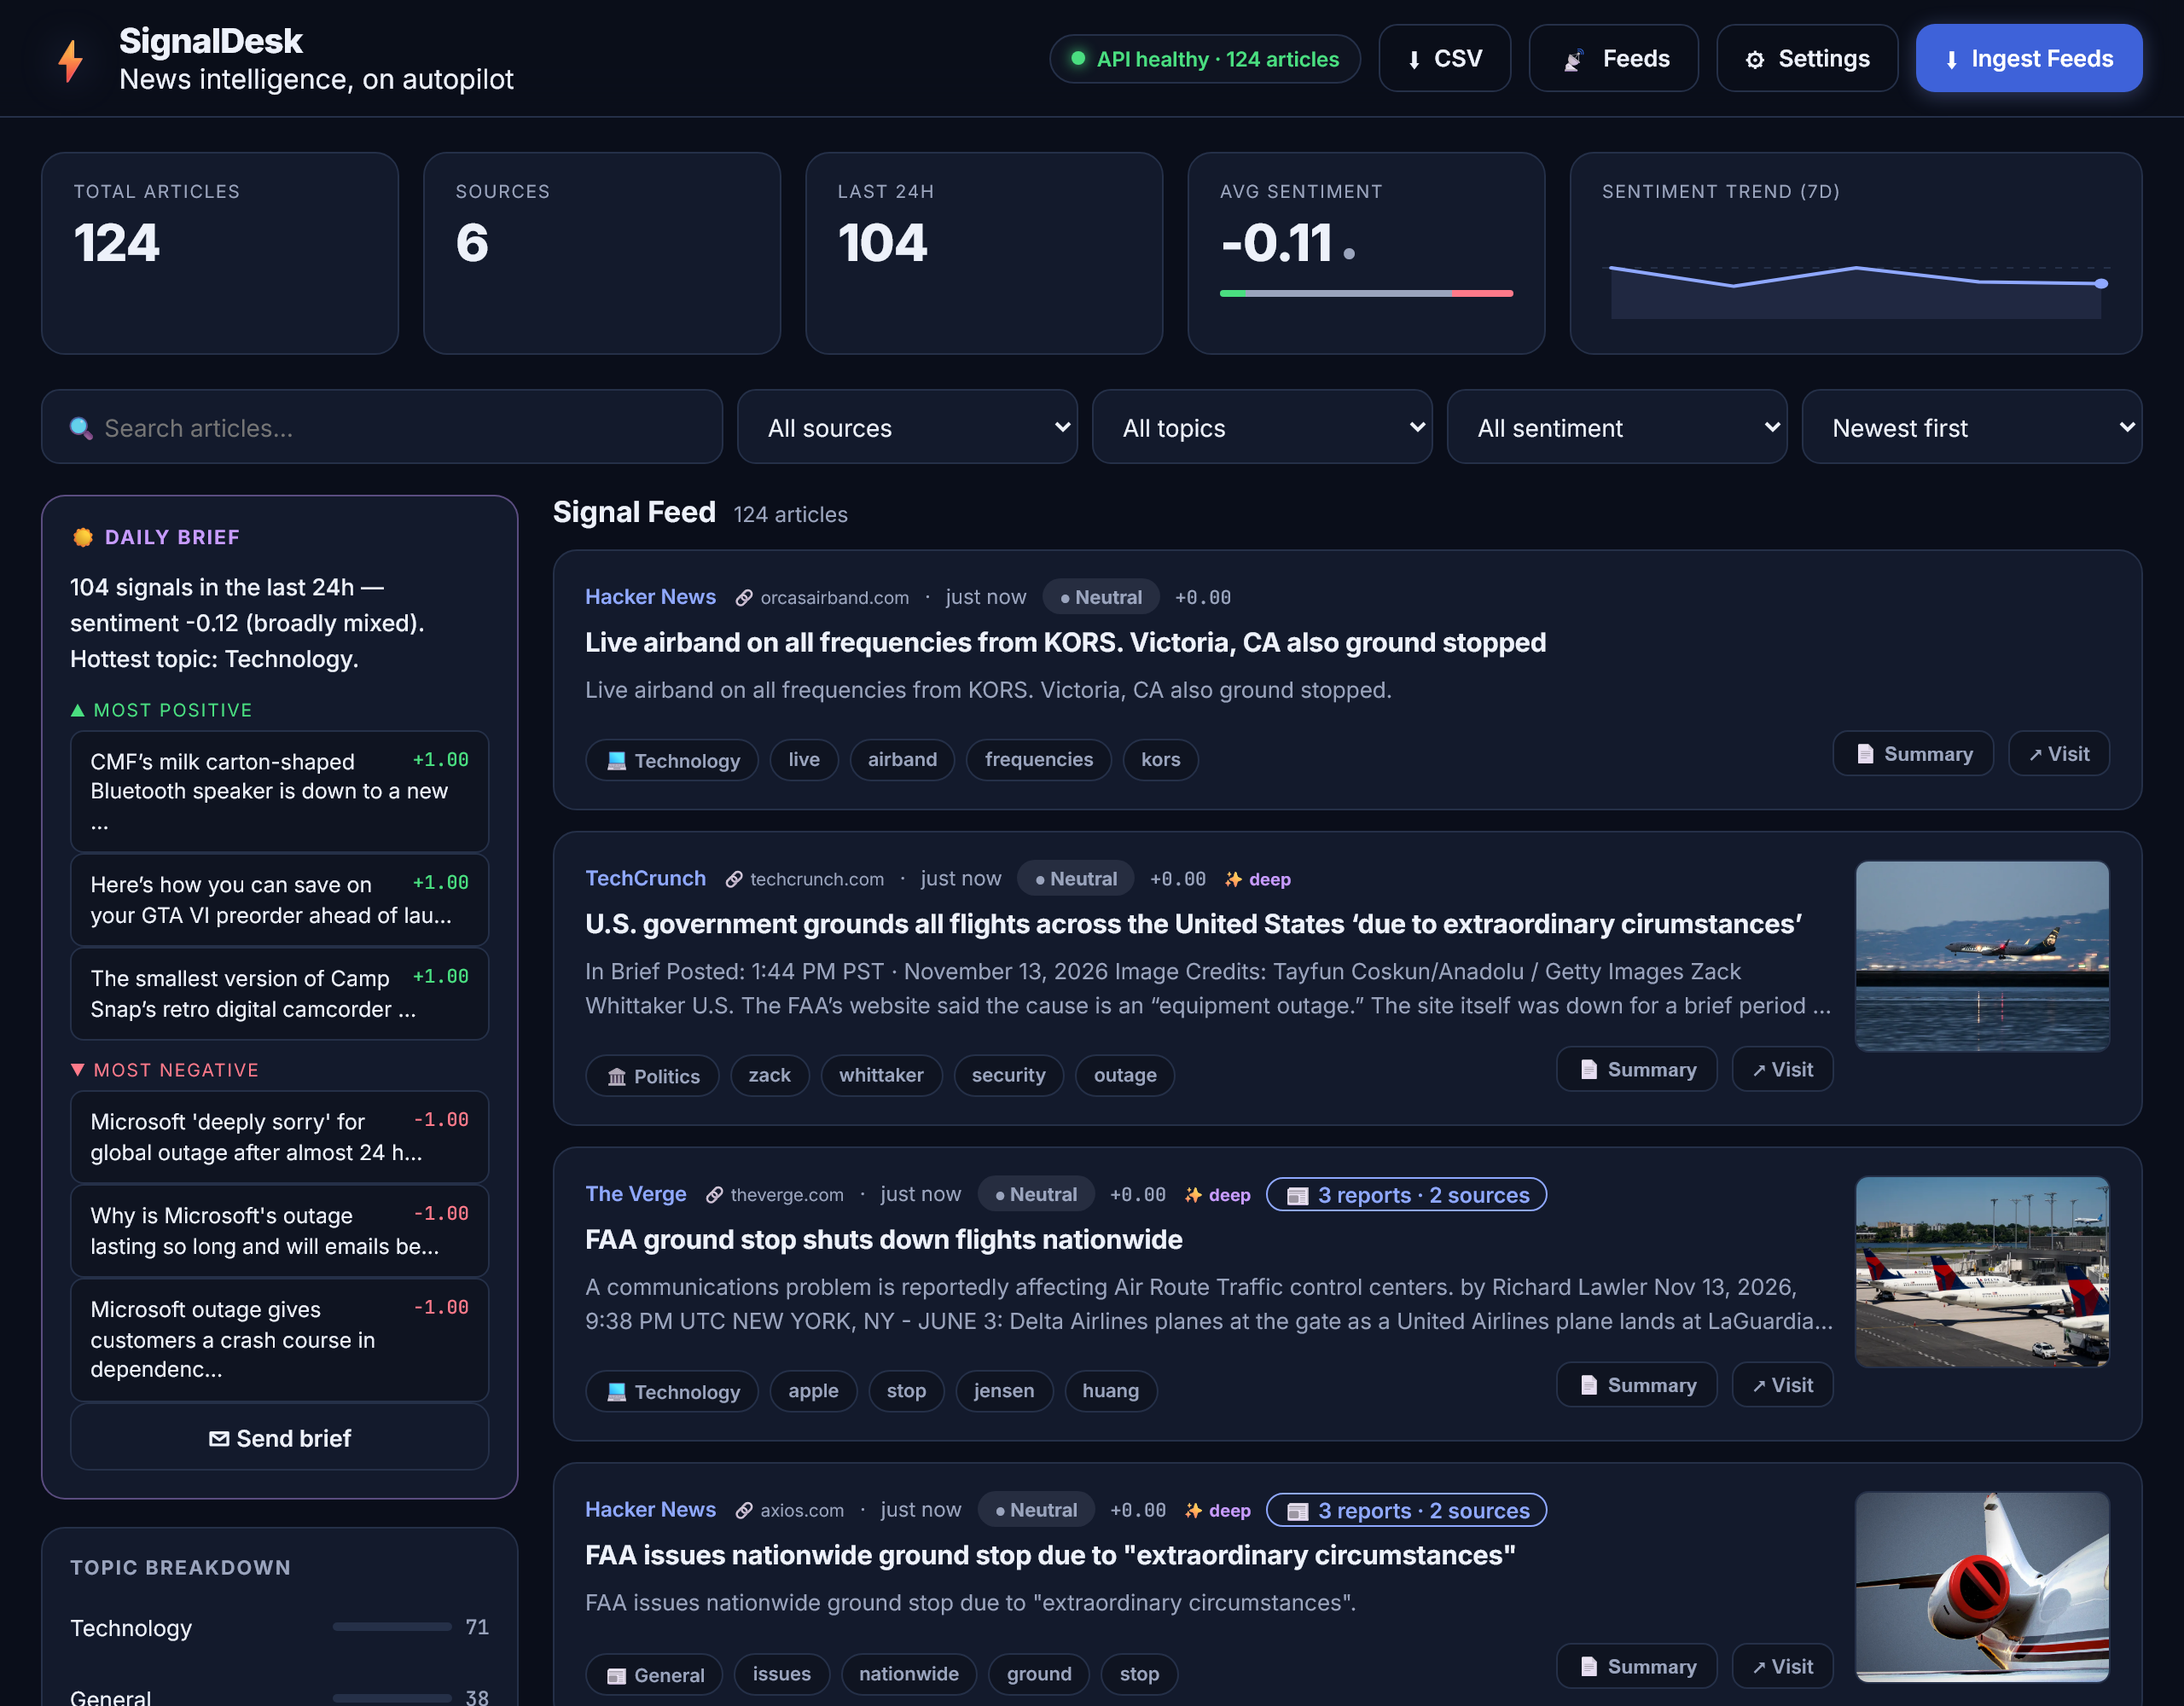 SignalDesk
News intelligence, on autopilot
API healthy · 124 articles
CSV
Feeds
Settings
Ingest Feeds
TOTAL ARTICLES
124
SOURCES
6
LAST 24H
104
AVG SENTIMENT
-0.11
SENTIMENT TREND (7D)
Search articles...
All sources
All topics
All sentiment
Newest first
DAILY BRIEF
104 signals in the last 24h —
sentiment -0.12 (broadly mixed).
Hottest topic: Technology.
▲ MOST POSITIVE
CMF’s milk carton-shaped +1.00
Bluetooth speaker is down to a new
...
Here’s how you can save on +1.00
your GTA VI preorder ahead of lau...
The smallest version of Camp +1.00
Snap’s retro digital camcorder ...
▼ MOST NEGATIVE
Microsoft 'deeply sorry' for -1.00
global outage after almost 24 h...
Why is Microsoft's outage -1.00
lasting so long and will emails be...
Microsoft outage gives -1.00
customers a crash course in
dependenc...
Send brief
TOPIC BREAKDOWN
Technology 71
General 38
Signal Feed 124 articles
Hacker News orcasairband.com · just now ● Neutral +0.00
Live airband on all frequencies from KORS. Victoria, CA also ground stopped
Live airband on all frequencies from KORS. Victoria, CA also ground stopped.
Technology live airband frequencies kors
Summary ↗ Visit
TechCrunch techcrunch.com · just now ● Neutral +0.00 deep
U.S. government grounds all flights across the United States ‘due to extraordinary cirumstances’
In Brief Posted: 1:44 PM PST · November 13, 2026 Image Credits: Tayfun Coskun/Anadolu / Getty Images Zack
Whittaker U.S. The FAA’s website said the cause is an “equipment outage.” The site itself was down for a brief period ...
Politics zack whittaker security outage
Summary ↗ Visit
The Verge theverge.com · just now ● Neutral +0.00 deep 3 reports · 2 sources
FAA ground stop shuts down flights nationwide
A communications problem is reportedly affecting Air Route Traffic control centers. by Richard Lawler Nov 13, 2026,
9:38 PM UTC NEW YORK, NY - JUNE 3: Delta Airlines planes at the gate as a United Airlines plane lands at LaGuardia...
Technology apple stop jensen huang
Summary ↗ Visit
Hacker News axios.com · just now ● Neutral +0.00 deep 3 reports · 2 sources
FAA issues nationwide ground stop due to "extraordinary circumstances"
FAA issues nationwide ground stop due to "extraordinary circumstances".
General issues nationwide ground stop
Summary ↗ Visit